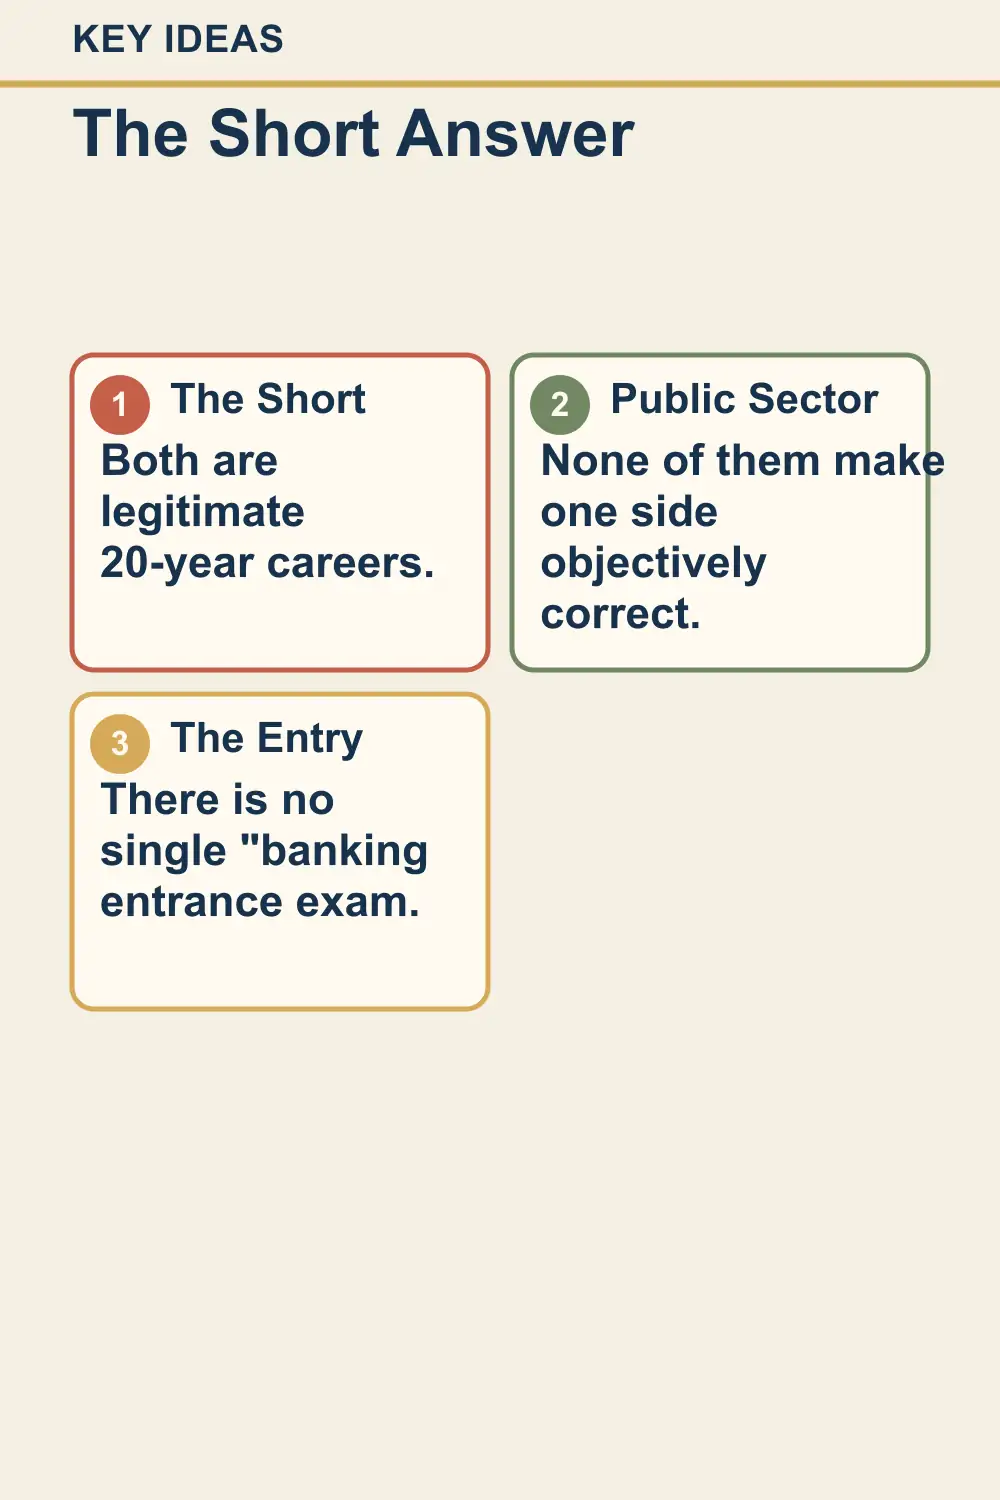 KEY IDEAS
The Short Answer
1 The Short
Both are
legitimate
20-year careers.
2 Public Sector
None of them make
one side
objectively
correct.
3 The Entry
There is no
single "banking
entrance exam.